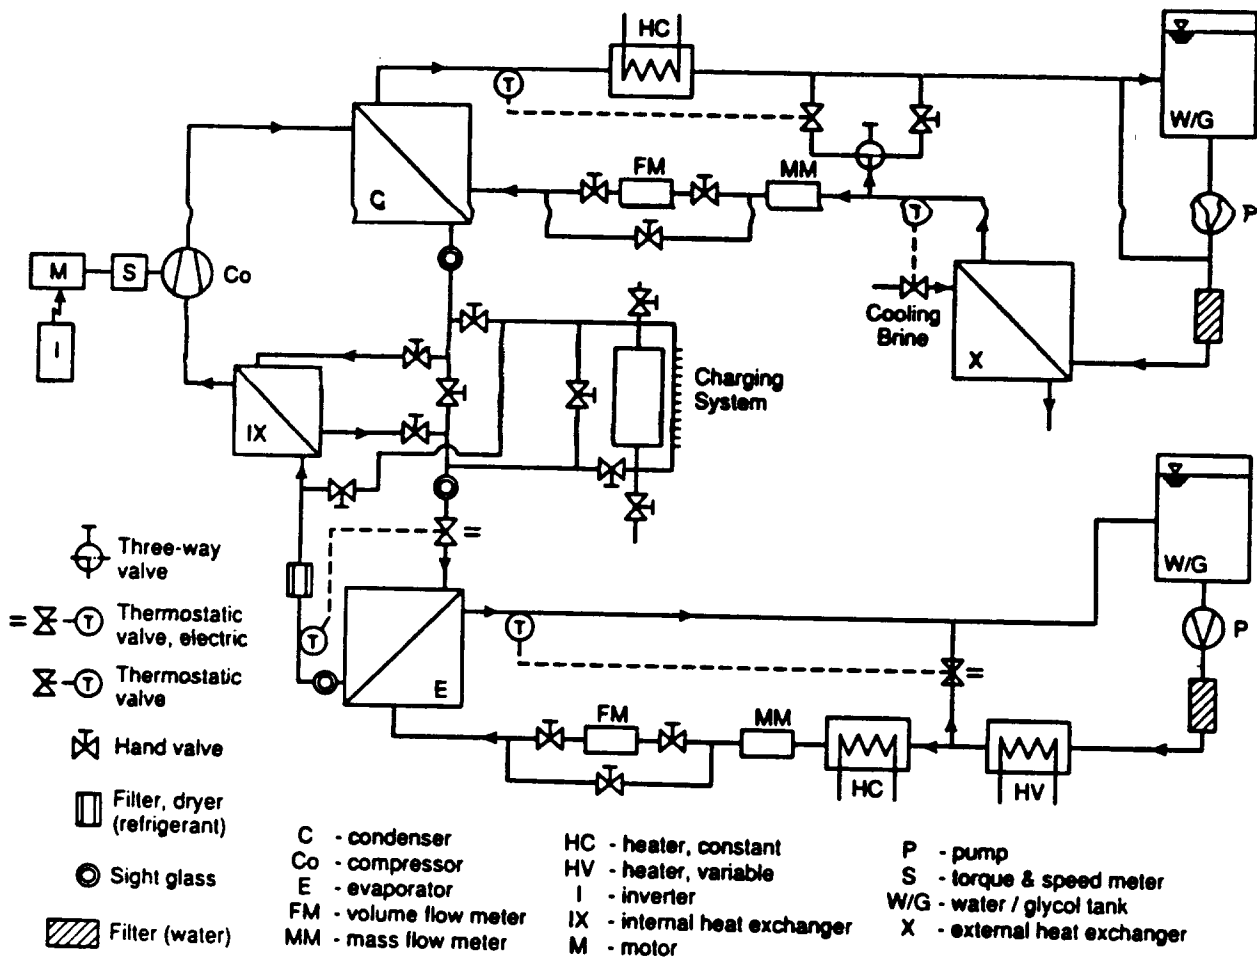 HC
T
W/G
FM
MM
C
T
P
M
S
Co
Cooling
Brine
I
X
Charging
System
IX
=
W/G
Three-way
valve
= T Thermostatic
valve, electric
T
T
P
T Thermostatic
valve
E
=
FM
MM
Hand valve
HC
HV
Filter, dryer
(refrigerant)
C - condenser
Co - compressor
E - evaporator
FM - volume flow meter
MM - mass flow meter
HC - heater, constant
HV - heater, variable
I - inverter
IX - internal heat exchanger
M - motor
P - pump
S - torque & speed meter
W/G - water / glycol tank
X - external heat exchanger
Sight glass
Filter (water)